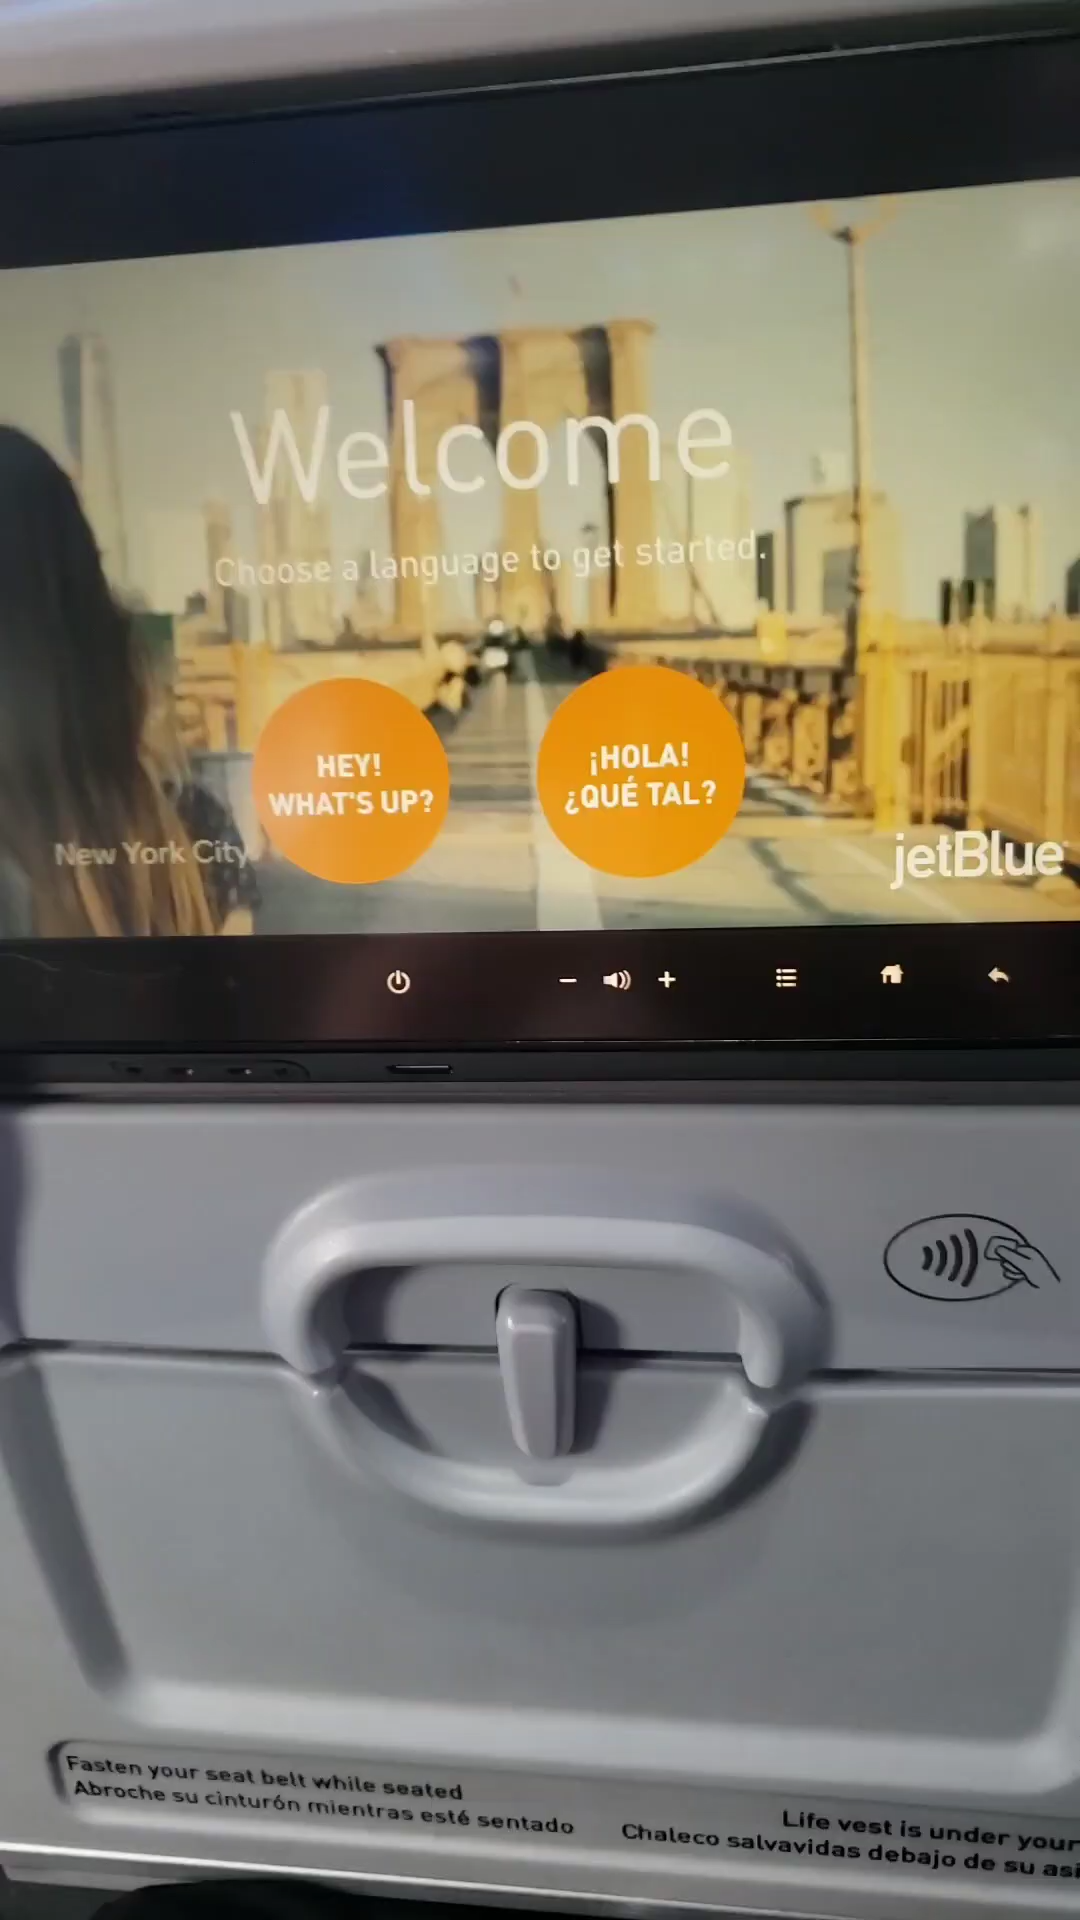 Welcome
Choose a language to get started.
HEY!
WHAT'S UP?
¡HOLA!
¿QUÉ TAL?
New York City
jetBlue
Fasten your seat belt while seated
Abroche su cinturón mientras esté sentado
Life vest is under your
Chaleco salvavidas debajo de su asi